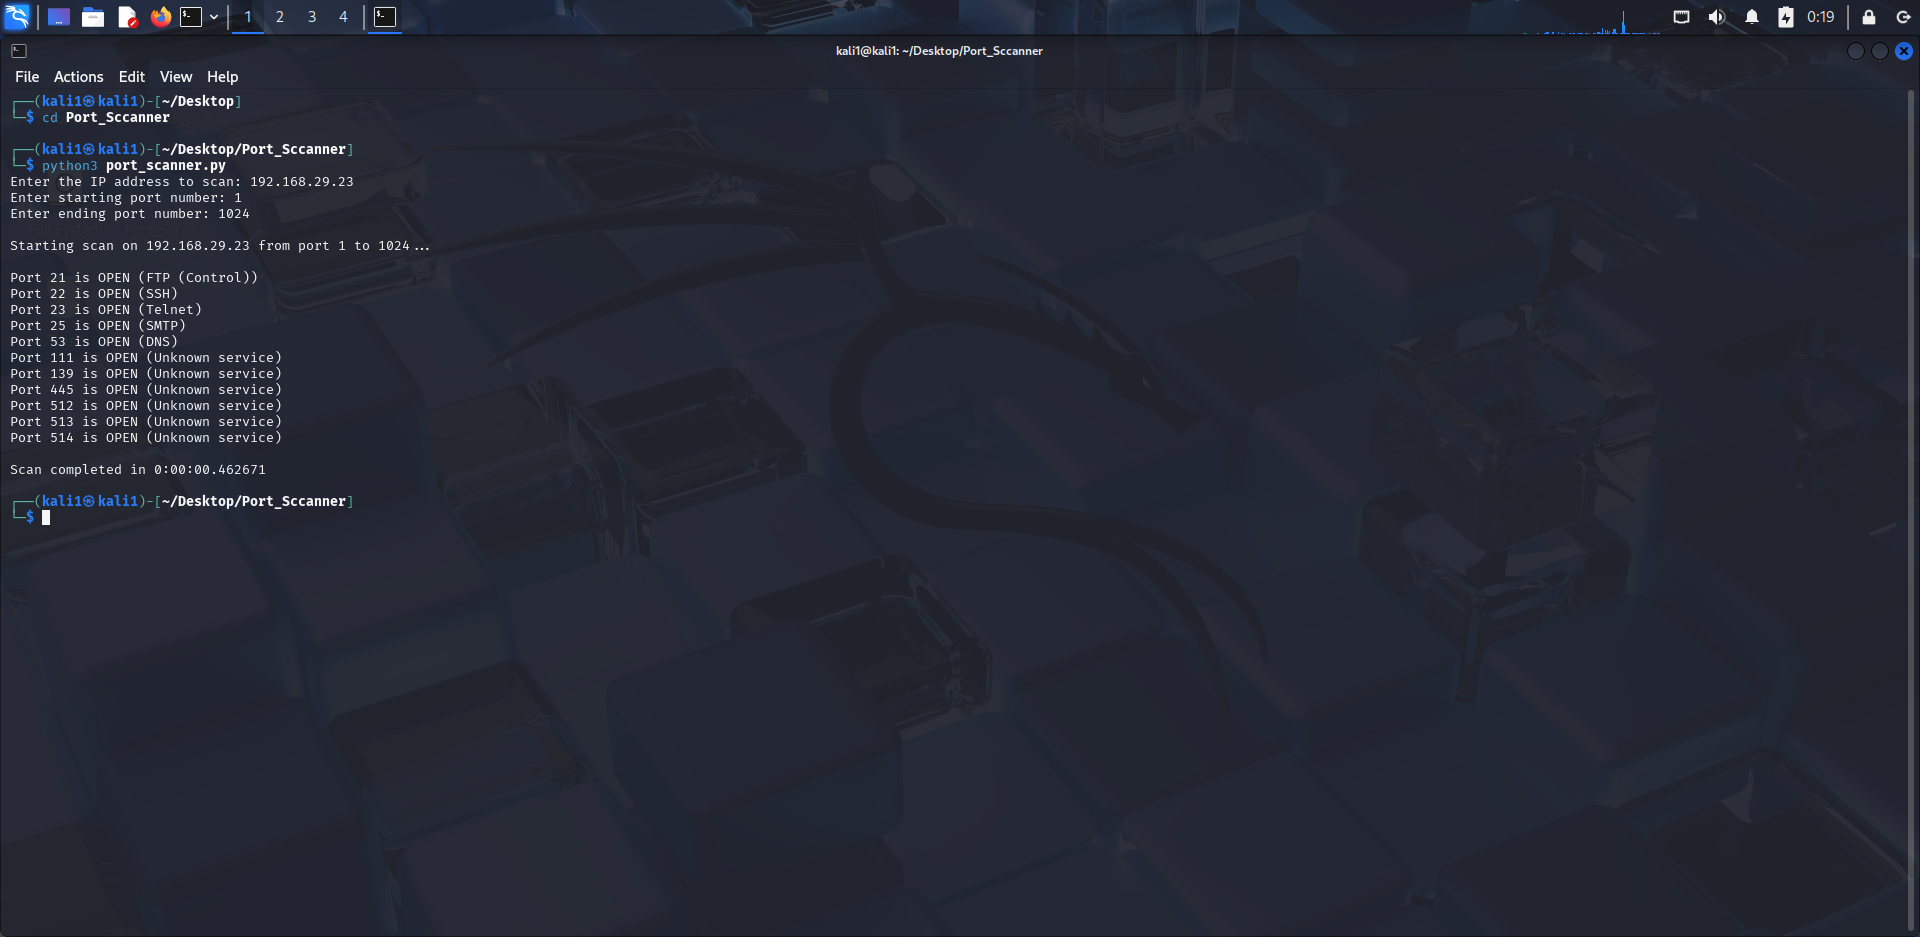 1 2 3 4
0:19
kali1@kali1: ~/Desktop/Port_Sccanner
File Actions Edit View Help
┌──(kali1㉿kali1)-[~/Desktop]
└─$ cd Port_Sccanner
┌──(kali1㉿kali1)-[~/Desktop/Port_Sccanner]
└─$ python3 port_scanner.py
Enter the IP address to scan: 192.168.29.23
Enter starting port number: 1
Enter ending port number: 1024
Starting scan on 192.168.29.23 from port 1 to 1024...
Port 21 is OPEN (FTP (Control))
Port 22 is OPEN (SSH)
Port 23 is OPEN (Telnet)
Port 25 is OPEN (SMTP)
Port 53 is OPEN (DNS)
Port 111 is OPEN (Unknown service)
Port 139 is OPEN (Unknown service)
Port 445 is OPEN (Unknown service)
Port 512 is OPEN (Unknown service)
Port 513 is OPEN (Unknown service)
Port 514 is OPEN (Unknown service)
Scan completed in 0:00:00.462671
┌──(kali1㉿kali1)-[~/Desktop/Port_Sccanner]
└─$